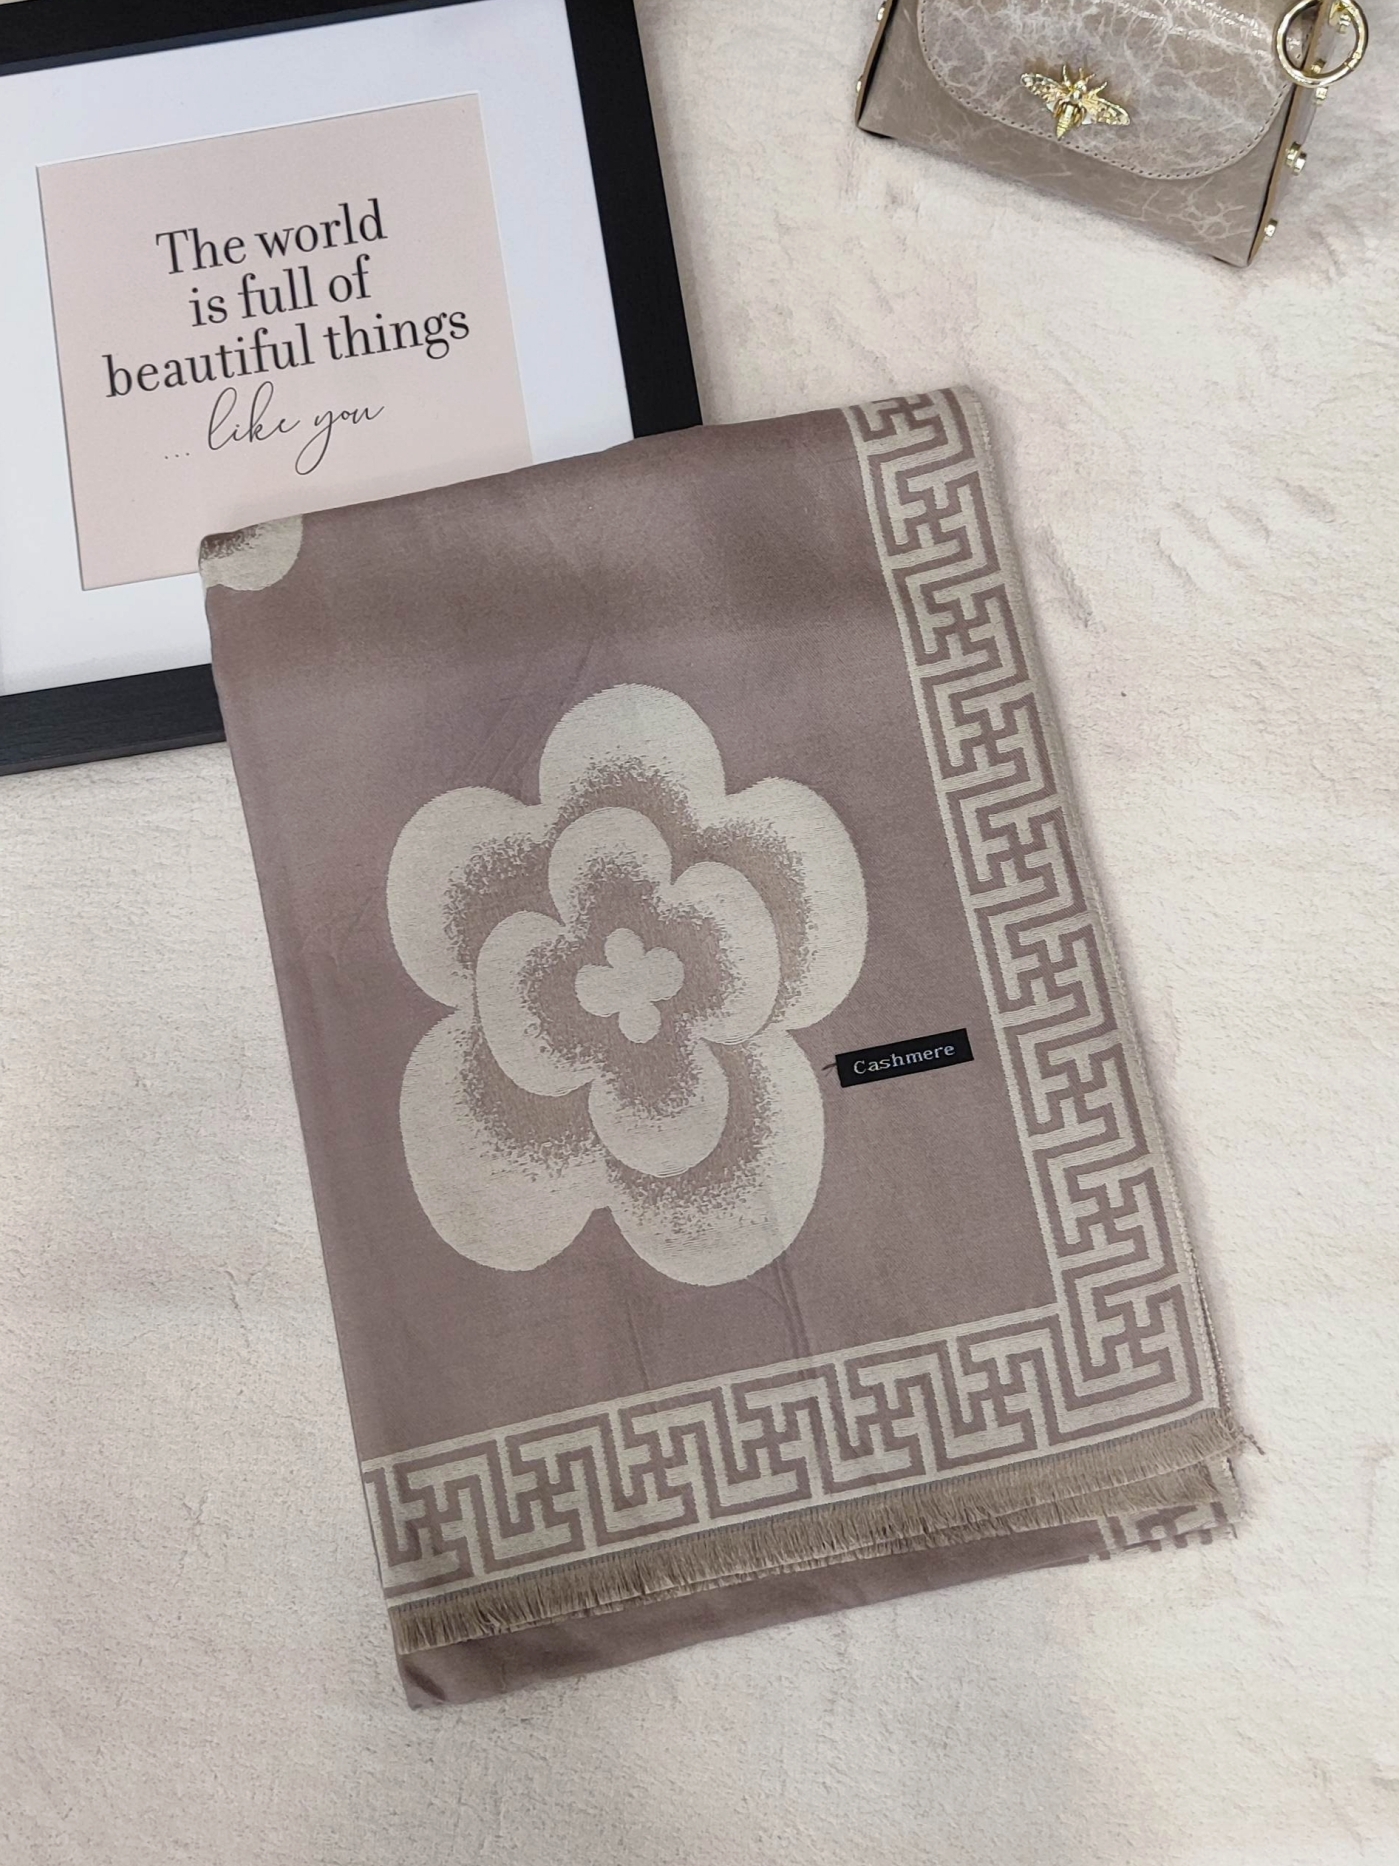 The world
is full of
beautiful things
... like you
Cashmere